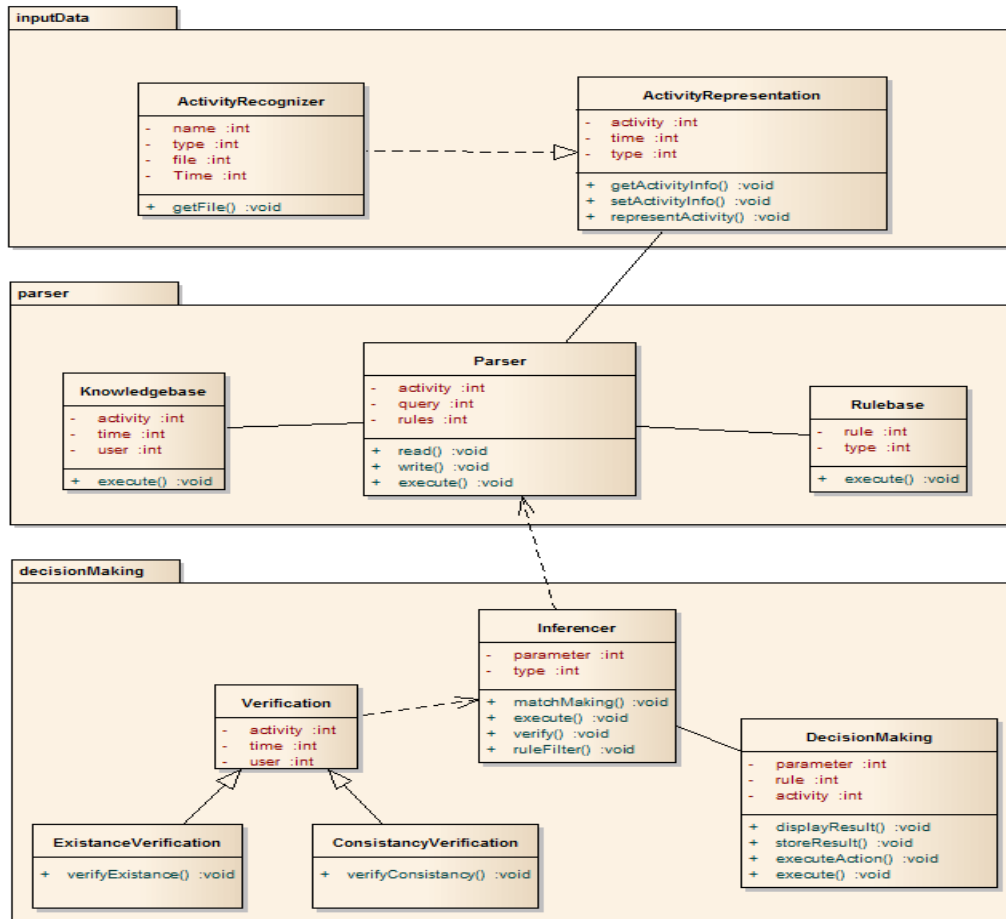 inputData
ActivityRecognizer
- name :int
- type :int
- file :int
- Time :int
+ getFile() :void
ActivityRepresentation
- activity :int
- time :int
- type :int
+ getActivityInfo() :void
+ setActivityInfo() :void
+ representActivity() :void
parser
Knowledgebase
- activity :int
- time :int
- user :int
+ execute() :void
Parser
- activity :int
- query :int
- rules :int
+ read() :void
+ write() :void
+ execute() :void
Rulebase
- rule :int
- type :int
+ execute() :void
decisionMaking
Inferencer
- parameter :int
- type :int
+ matchMaking() :void
+ execute() :void
+ verify() :void
+ ruleFilter() :void
Verification
- activity :int
- time :int
- user :int
DecisionMaking
- parameter :int
- rule :int
- activity :int
+ displayResult() :void
+ storeResult() :void
+ executeAction() :void
+ execute() :void
ExistanceVerification
+ verifyExistance() :void
ConsistancyVerification
+ verifyConsistancy() :void